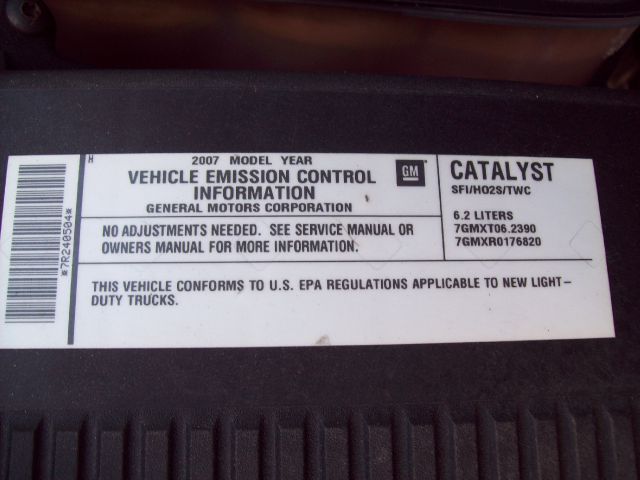 H
2007 MODEL YEAR
VEHICLE EMISSION CONTROL
INFORMATION
GENERAL MOTORS CORPORATION
GM
NO ADJUSTMENTS NEEDED. SEE SERVICE MANUAL OR
OWNERS MANUAL FOR MORE INFORMATION.
CATALYST
SFI/HO2S/TWC
6.2 LITERS
7GMXT06.2390
7GMXR0176820
THIS VEHICLE CONFORMS TO U.S. EPA REGULATIONS APPLICABLE TO NEW LIGHT-
DUTY TRUCKS.
*7R240504*